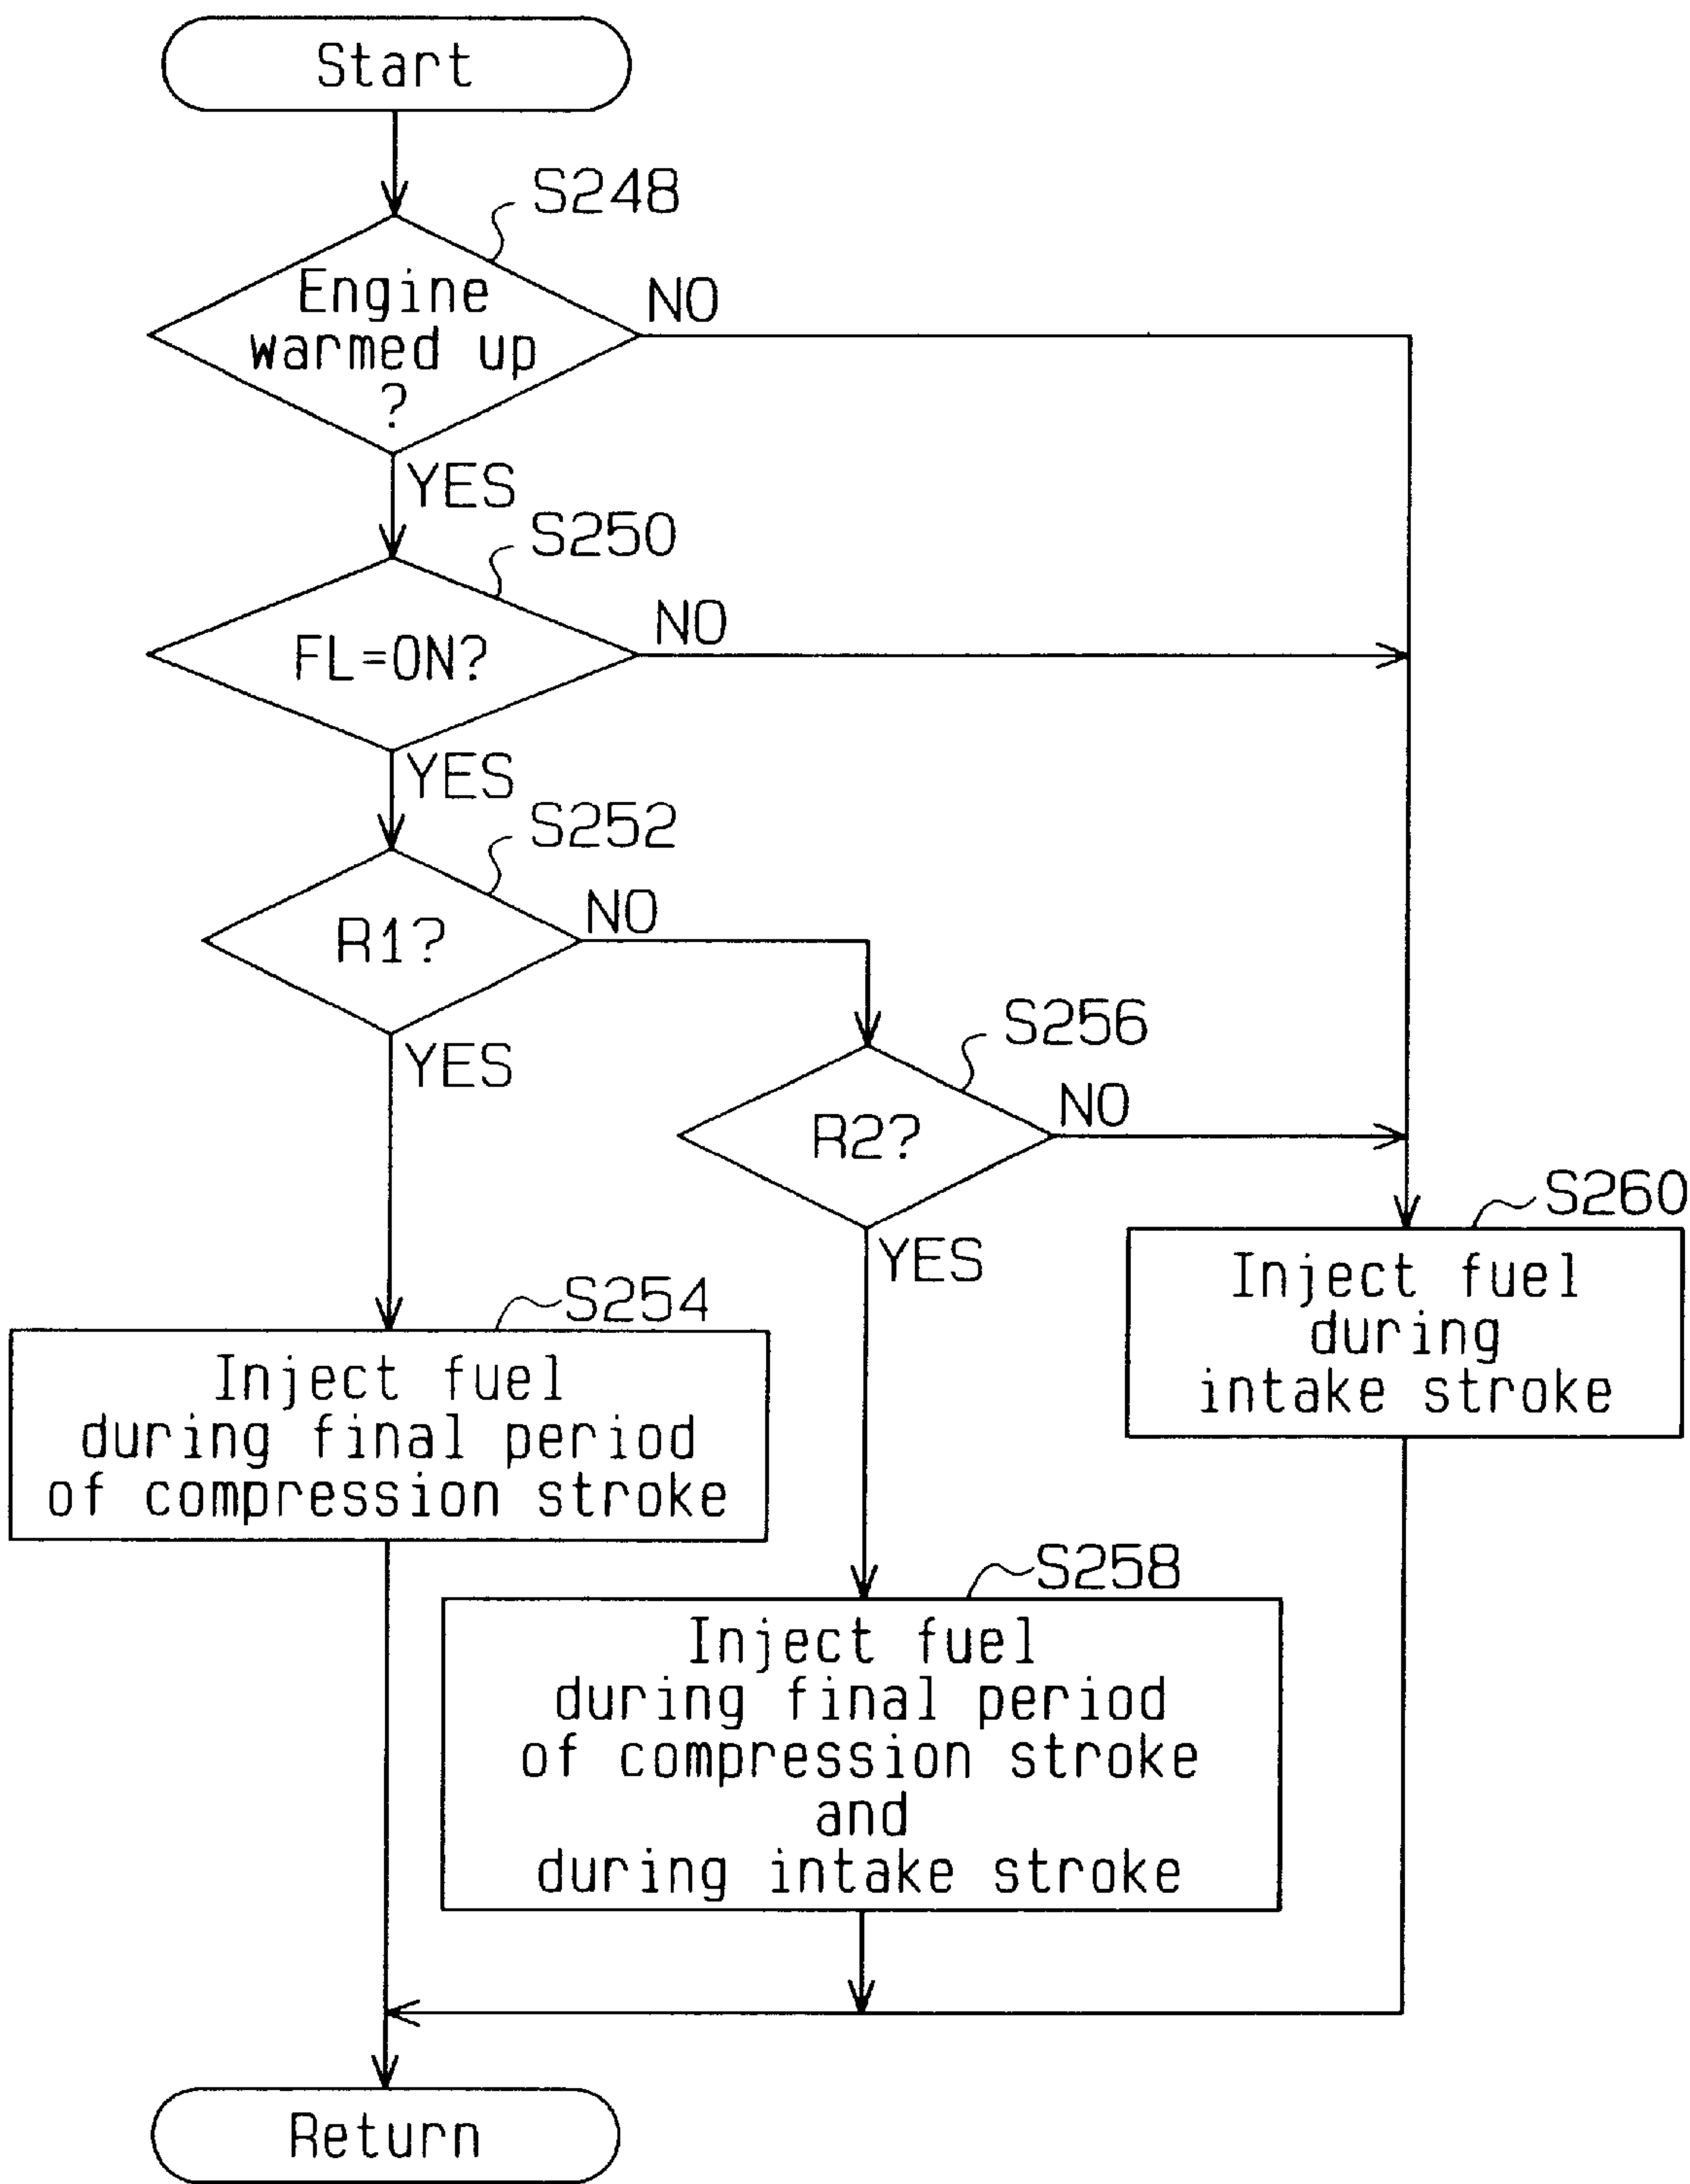 Start
S248
Engine
warmed up
?
NO
YES
S250
FL=ON?
NO
YES
S252
R1?
NO
YES
S256
R2?
NO
YES
S260
Inject fuel
during
intake stroke
S254
Inject fuel
during final period
of compression stroke
S258
Inject fuel
during final period
of compression stroke
and
during intake stroke
Return